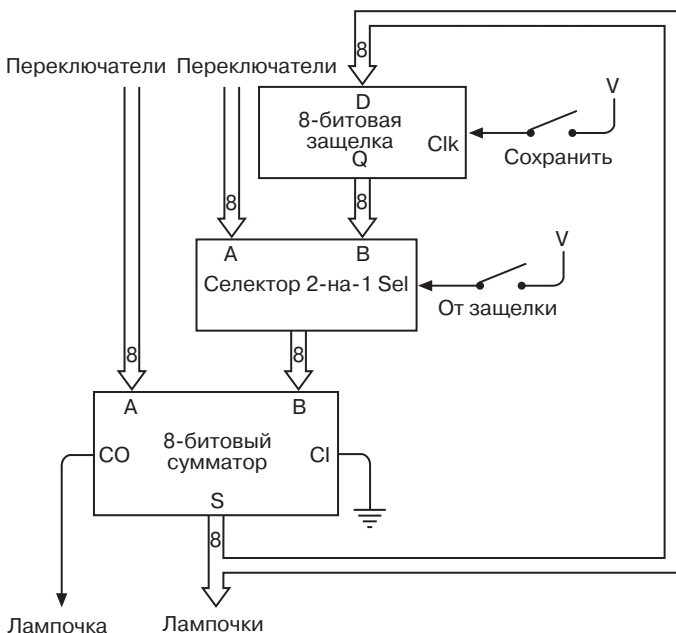 8
Переключатели
Переключатели
V
D
8-битовая
защелка
Q
Clk
Сохранить
8
8
A
B
V
Селектор 2-на-1 Sel
От защелки
8
8
A
B
CO
8-битовый
сумматор
CI
S
8
Лампочка
Лампочки